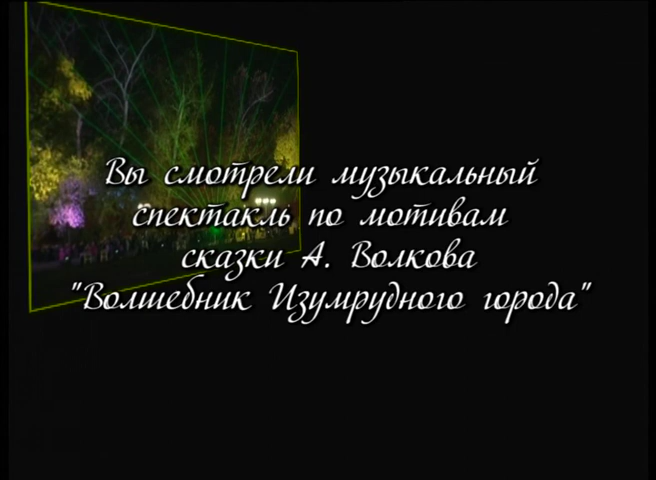 Вы смотрели музыкальный
спектакль по мотивам
сказки А. Волкова
"Волшебник Изумрудного города"